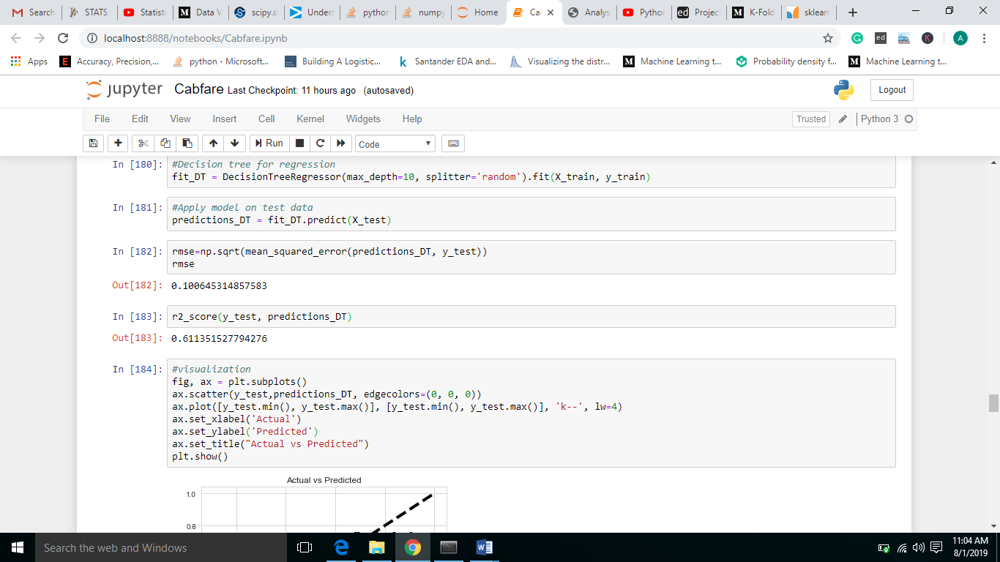 Search
STATS
Statisti
Data V
scipy.st
Unders
python
numpy
Home
Cal
Analys
Python
Project
K-Fold
sklearn
localhost:8888/notebooks/Cabfare.ipynb
Apps
Accuracy, Precision,...
python - Microsoft...
Building A Logistic...
Santander EDA and...
Visualizing the distr...
Machine Learning t...
Probability density f...
Machine Learning t...
jupyter Cabfare Last Checkpoint: 11 hours ago (autosaved)
Logout
File Edit View Insert Cell Kernel Widgets Help
Trusted
Python 3
Run
Code
In [180]: #Decision tree for regression
fit_DT = DecisionTreeRegressor(max_depth=10, splitter='random').fit(X_train, y_train)
In [181]: #Apply model on test data
predictions_DT = fit_DT.predict(X_test)
In [182]: rmse=np.sqrt(mean_squared_error(predictions_DT, y_test))
rmse
Out[182]: 0.100645314857583
In [183]: r2_score(y_test, predictions_DT)
Out[183]: 0.611351527794276
In [184]: #visualization
fig, ax = plt.subplots()
ax.scatter(y_test,predictions_DT, edgecolors=(0, 0, 0))
ax.plot([y_test.min(), y_test.max()], [y_test.min(), y_test.max()], 'k--', lw=4)
ax.set_xlabel('Actual')
ax.set_ylabel('Predicted')
ax.set_title("Actual vs Predicted")
plt.show()
Actual vs Predicted
1.0
0.8
Search the web and Windows
11:04 AM
8/1/2019